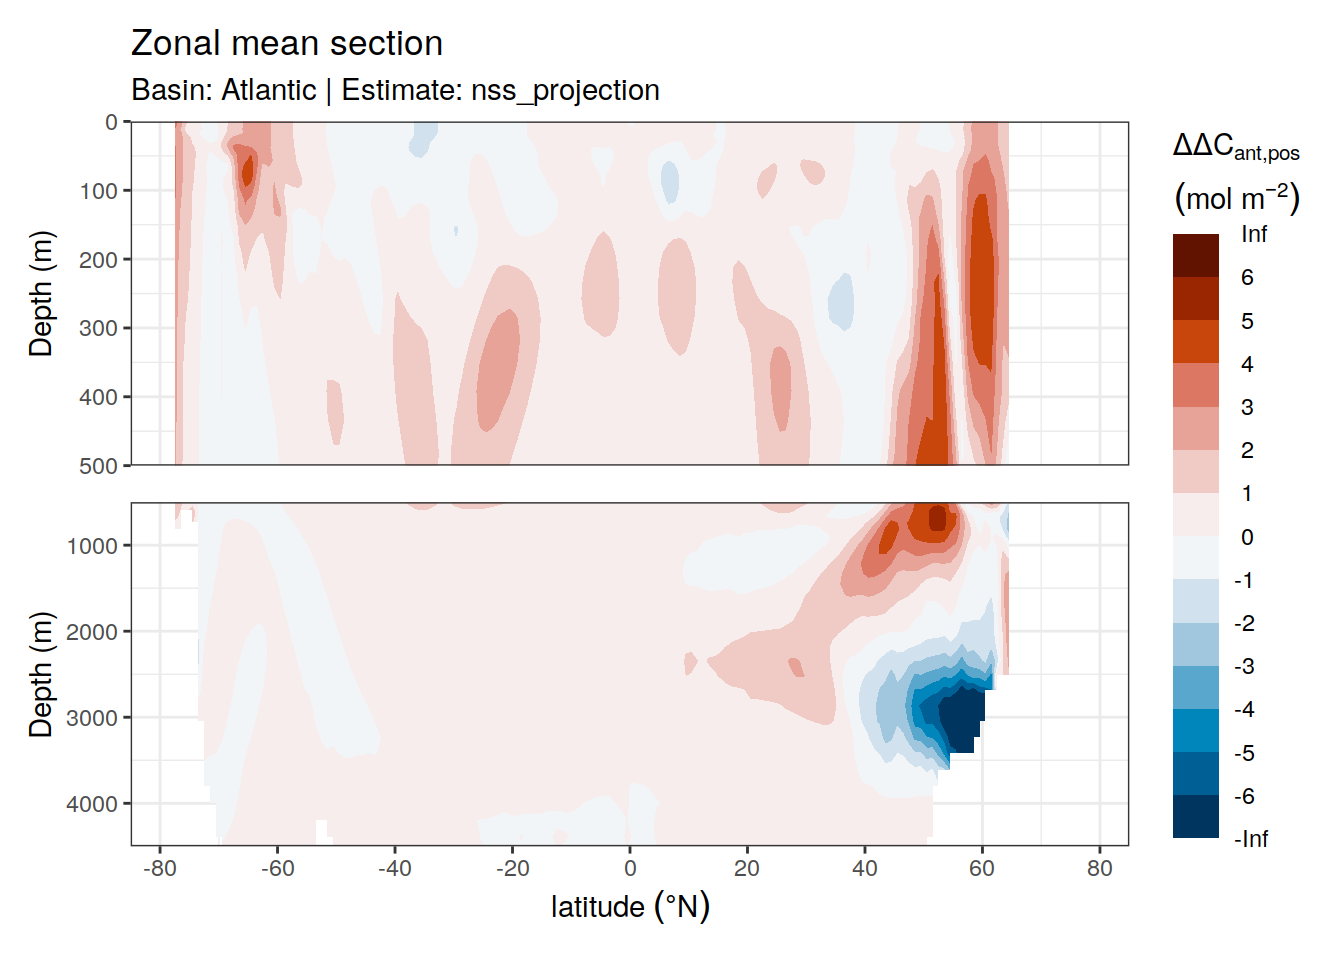 Zonal mean section
Basin: Atlantic | Estimate: nss_projection
0
100
200
300
400
500
Depth (m)
1000
2000
3000
4000
Depth (m)
-80 -60 -40 -20 0 20 40 60 80
latitude (°N)
ΔΔC_ant,pos
(mol m⁻²)
Inf
6
5
4
3
2
1
0
-1
-2
-3
-4
-5
-6
-Inf